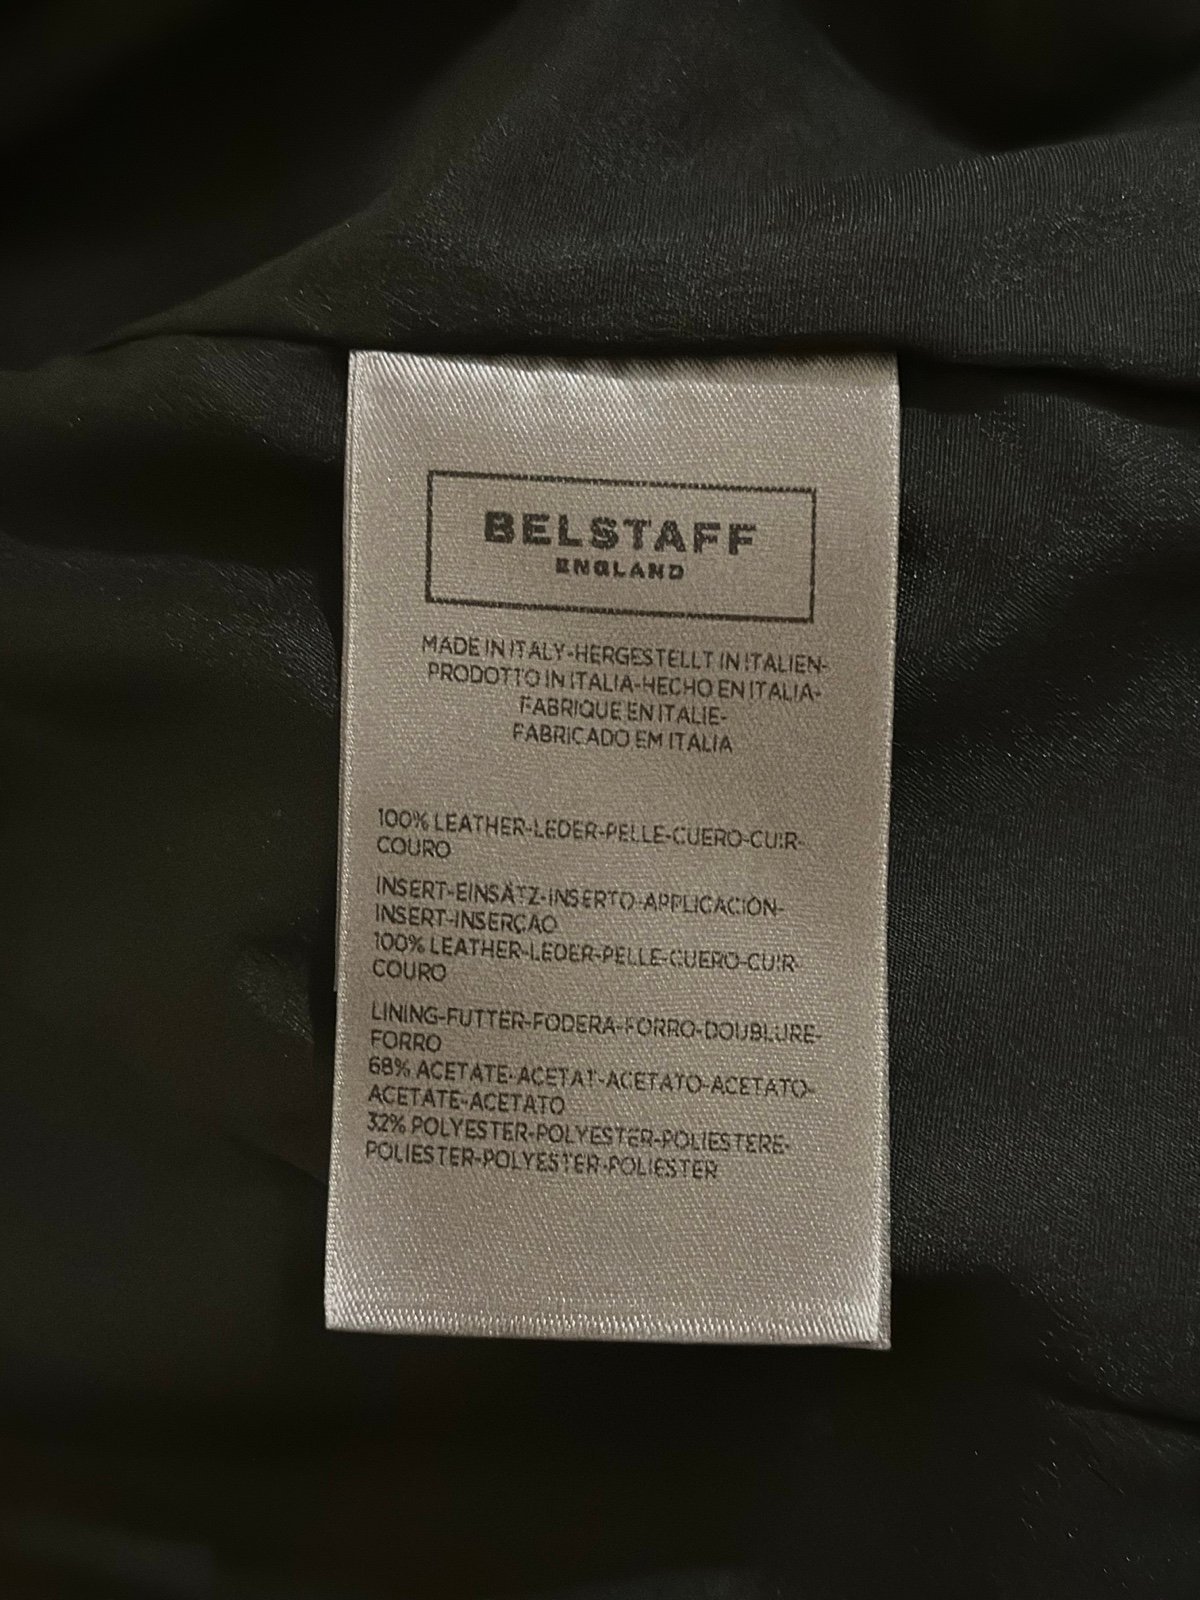 BELSTAFF
ENGLAND
MADE IN ITALY-HERGESTELLT IN ITALIEN-
PRODOTTO IN ITALIA-HECHO EN ITALIA-
FABRIQUE EN ITALIE-
FABRICADO EM ITALIA
100% LEATHER-LEDER-PELLE-CUERO-CUIR-
COURO
INSERT-EINSATZ-INSERTO-APPLICACIÓN-
INSERT-INSERÇAO
100% LEATHER-LEDER-PELLE-CUERO-CUIR-
COURO
LINING-FUTTER-FODERA-FORRO-DOUBLURE-
FORRO
68% ACETATE-ACETAT-ACETATO-ACETATO-
ACETATE-ACETATO
32% POLYESTER-POLYESTER-POLIESTERE-
POLIESTER-POLYESTER-POLIESTER